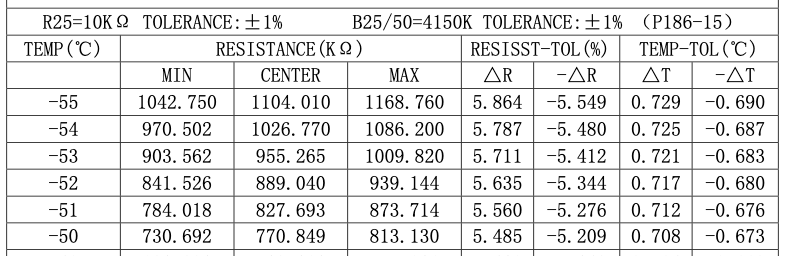 R25=10KΩ TOLERANCE:±1% B25/50=4150K TOLERANCE:±1% （P186-15）
TEMP(℃) RESISTANCE(KΩ) RESISST-TOL(%) TEMP-TOL(℃)
MIN CENTER MAX △R -△R △T -△T
-55 1042.750 1104.010 1168.760 5.864 -5.549 0.729 -0.690
-54 970.502 1026.770 1086.200 5.787 -5.480 0.725 -0.687
-53 903.562 955.265 1009.820 5.711 -5.412 0.721 -0.683
-52 841.526 889.040 939.144 5.635 -5.344 0.717 -0.680
-51 784.018 827.693 873.714 5.560 -5.276 0.712 -0.676
-50 730.692 770.849 813.130 5.485 -5.209 0.708 -0.673